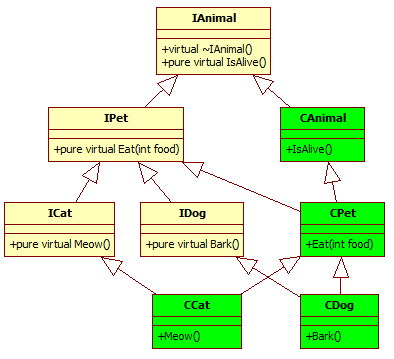 IAnimal
+virtual ~IAnimal()
+pure virtual IsAlive()
IPet
+pure virtual Eat(int food)
CAnimal
+IsAlive()
ICat
+pure virtual Meow()
IDog
+pure virtual Bark()
CPet
+Eat(int food)
CCat
+Meow()
CDog
+Bark()